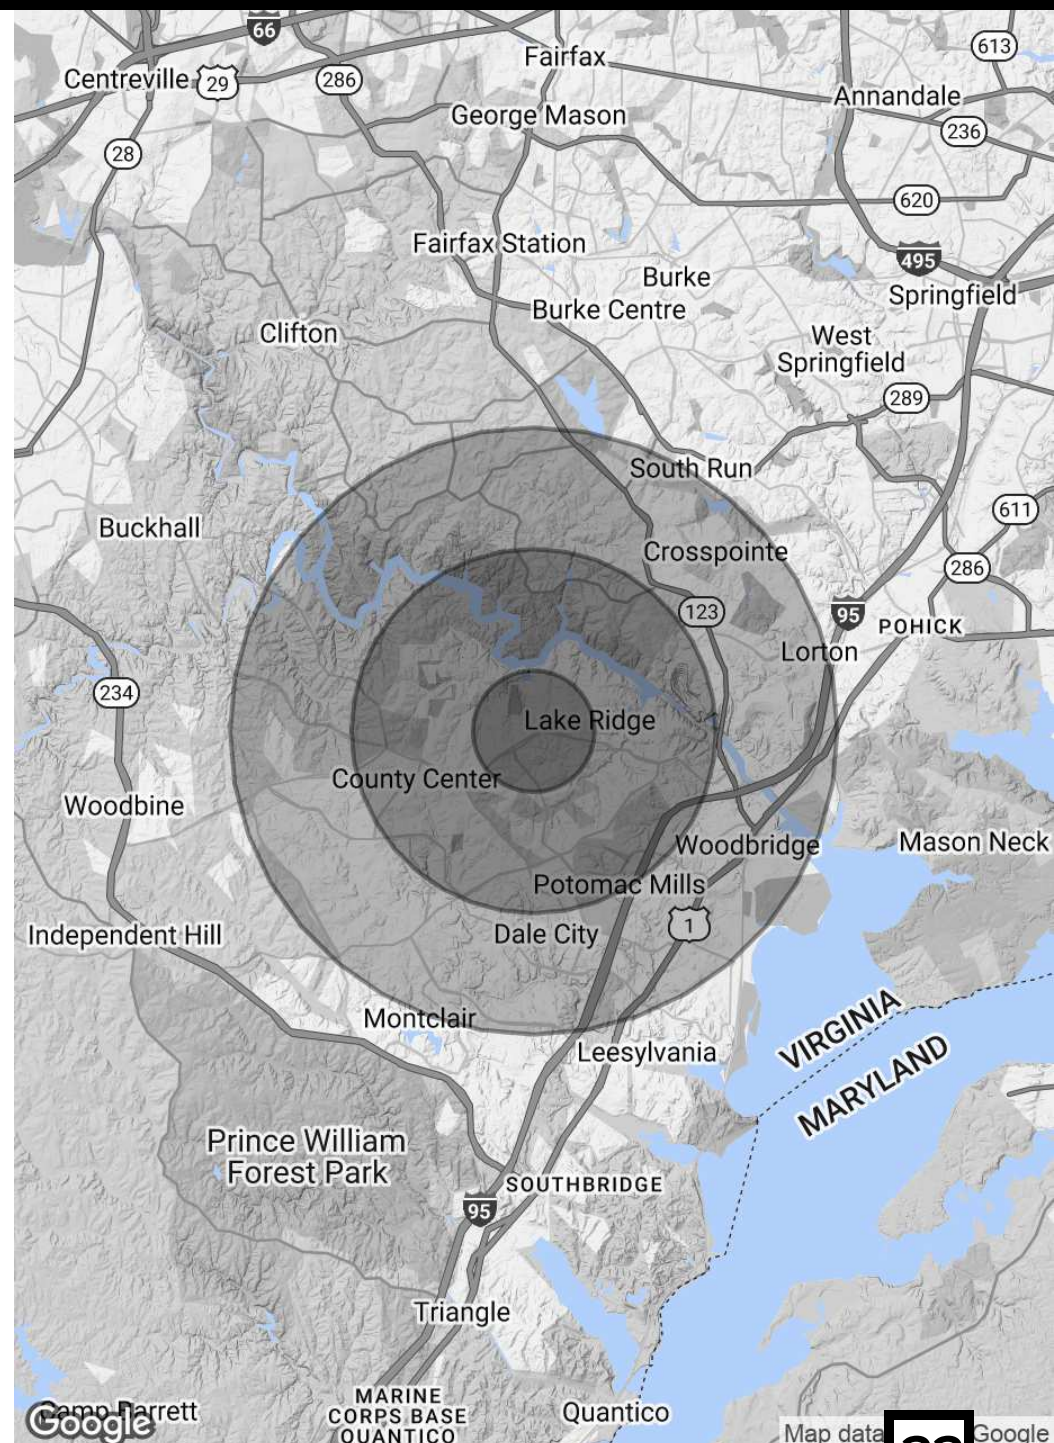 66
Fairfax
613
Centreville
29
286
Annandale
George Mason
236
28
620
Fairfax Station
495
Burke
Springfield
Burke Centre
Clifton
West
Springfield
289
South Run
611
Buckhall
Crosspointe
286
123
95
POHICK
Lorton
234
Lake Ridge
County Center
Woodbine
Woodbridge
Mason Neck
Potomac Mills
1
Independent Hill
Dale City
Montclair
VIRGINIA
Leesylvania
MARYLAND
Prince William
Forest Park
SOUTHBRIDGE
95
Triangle
MARINE
CORPS BASE
QUANTICO
Camp Barrett
Google
Quantico
Map data
Google